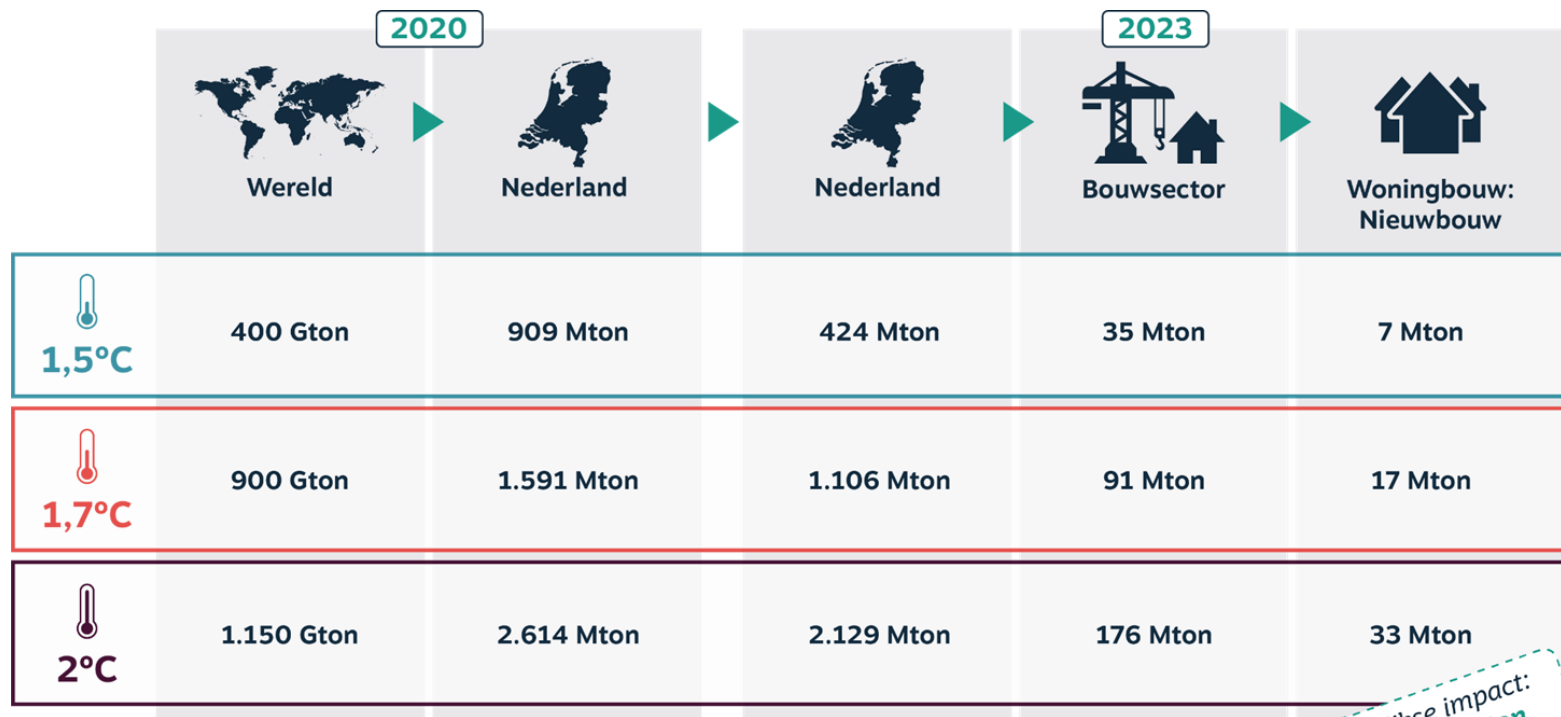 2020
2023
Wereld
Nederland
Nederland
Bouwsector
Woningbouw:
Nieuwbouw
1,5°C
400 Gton
909 Mton
424 Mton
35 Mton
7 Mton
1,7°C
900 Gton
1.591 Mton
1.106 Mton
91 Mton
17 Mton
2°C
1.150 Gton
2.614 Mton
2.129 Mton
176 Mton
33 Mton
impact: